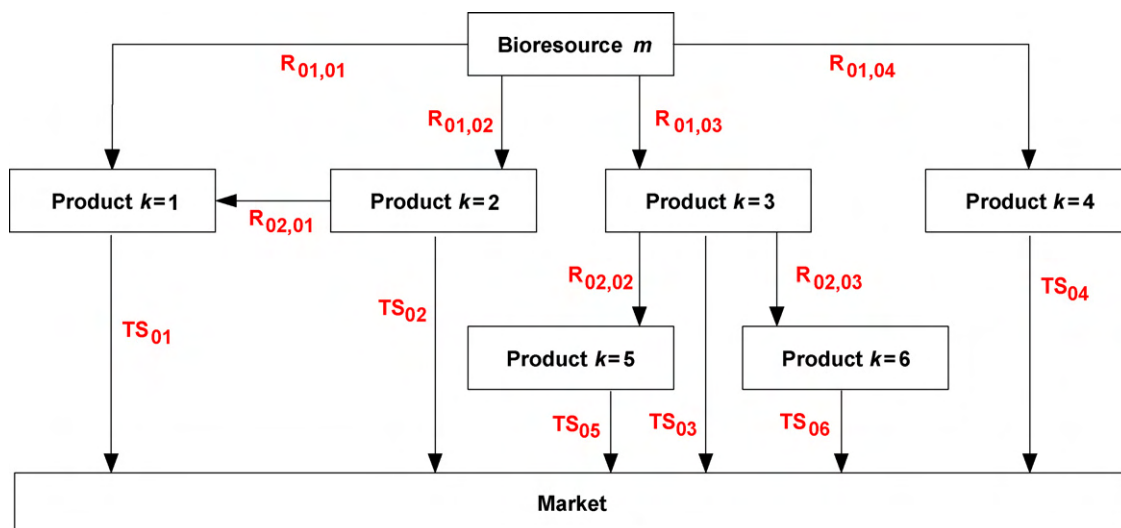 Bioresource m
R01,01
R01,04
R01,02
R01,03
Product k=1
Product k=2
Product k=3
Product k=4
R02,01
R02,02
R02,03
TS01
TS02
TS04
Product k=5
Product k=6
TS05
TS03
TS06
Market